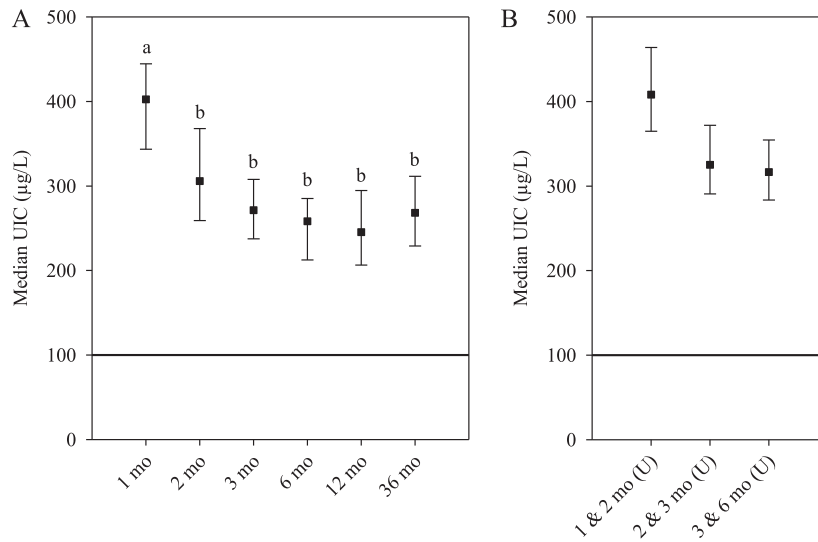 A
Median UIC (µg/L)
500
400
300
200
100
0
a
b
b
b
b
b
1 mo
2 mo
3 mo
6 mo
12 mo
36 mo
B
Median UIC (µg/L)
500
400
300
200
100
0
1 & 2 mo (U)
2 & 3 mo (U)
3 & 6 mo (U)